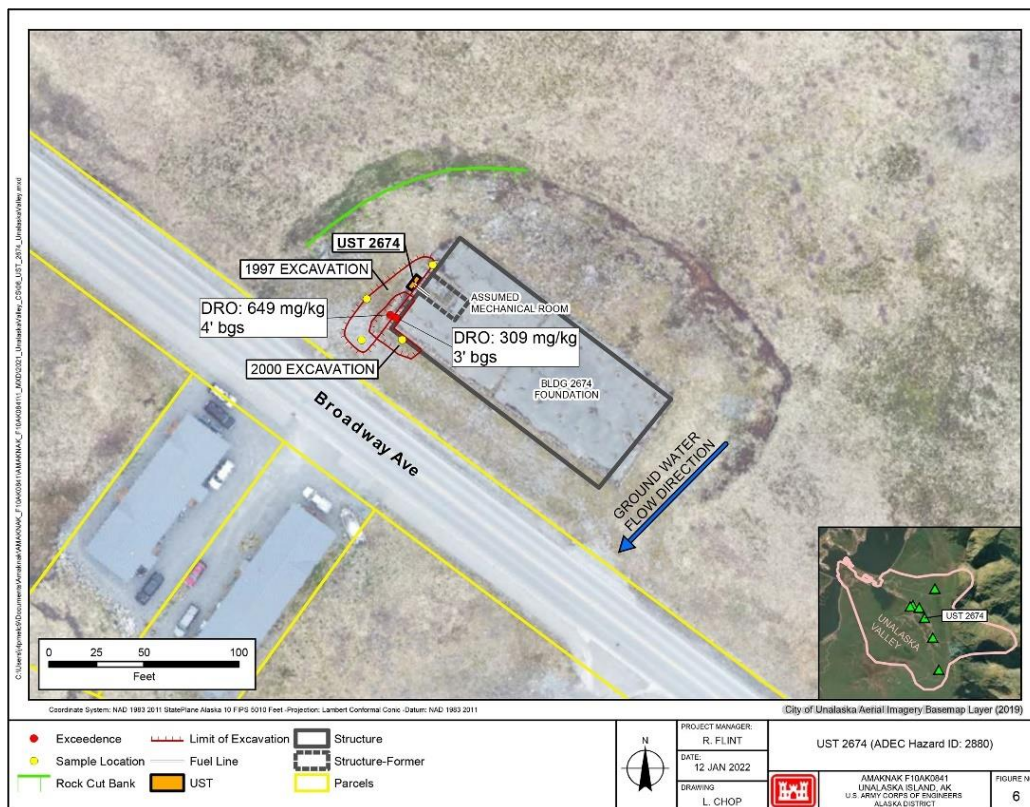 UST 2674
1997 EXCAVATION
ASSUMED
MECHANICAL ROOM
DRO: 649 mg/kg
4' bgs
DRO: 309 mg/kg
3' bgs
2000 EXCAVATION
BLDG 2674
FOUNDATION
Broadway Ave
GROUND WATER
FLOW DIRECTION
UNALASKA
VALLEY
UST 2674
0 25 50 100
Feet
Coordinate System: NAD 1983 2011 StatePlane Alaska 10 FIPS 5010 Feet -Projection: Lambert Conformal Conic -Datum: NAD 1983 2011
City of Unalaska Aerial Imagery Basemap Layer (2019)
Exceedence
Sample Location
Rock Cut Bank
Limit of Excavation
Fuel Line
UST
Structure
Structure-Former
Parcels
N
PROJECT MANAGER:
R. FLINT
DATE:
12 JAN 2022
DRAWING
L. CHOP
UST 2674 (ADEC Hazard ID: 2880)
AMAKNAK F10AK0841
UNALASKA ISLAND, AK
U.S. ARMY CORPS OF ENGINEERS
ALASKA DISTRICT
FIGURE NO
6